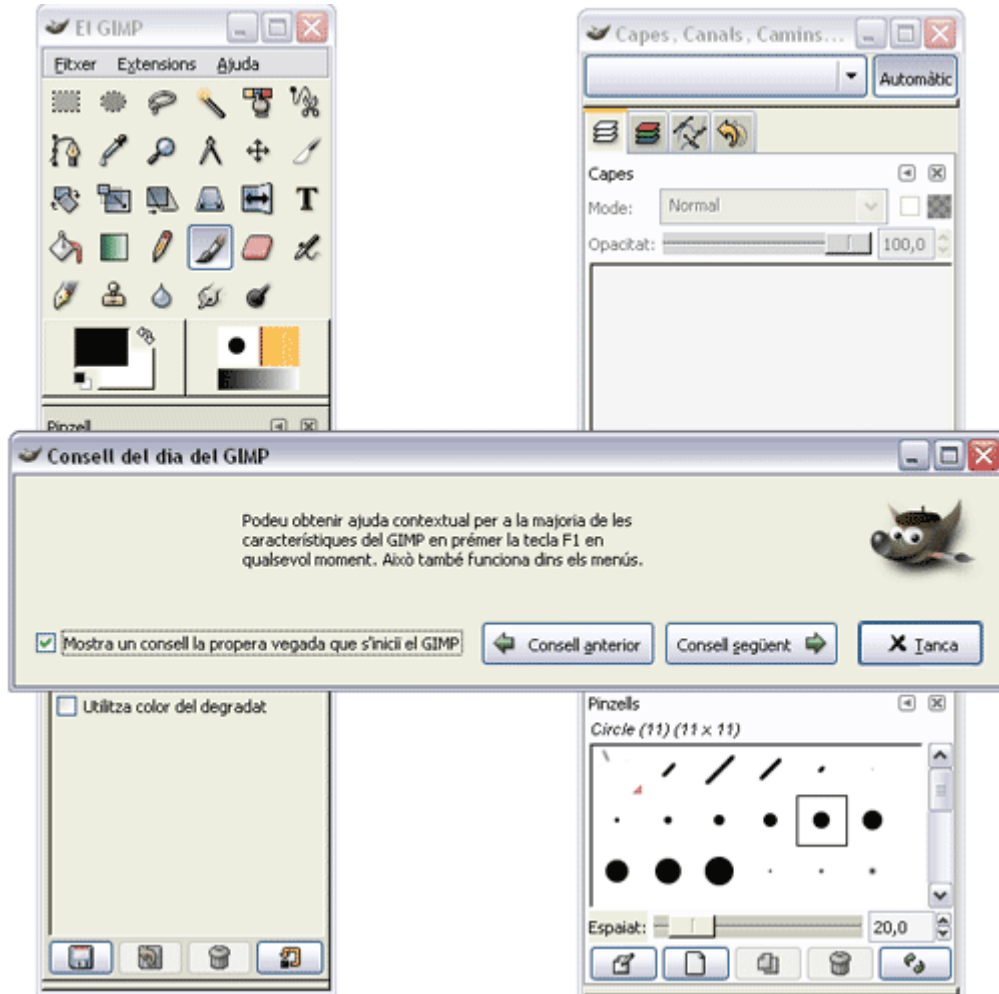 El GIMP
Fitxer Extensions Ajuda
T
Pinzell
Capes, Canals, Camins...
Automàtic
Capes
Mode: Normal
Opacitat: 100,0
Consell del dia del GIMP
Podeu obtenir ajuda contextual per a la majoria de les
característiques del GIMP en prémer la tecla F1 en
qualsevol moment. Això també funciona dins els menús.
Mostra un consell la propera vegada que s'iniciï el GIMP
Consell anterior
Consell següent
Tanca
Utilitza color del degradat
Pinzells
Circle (11) (11 x 11)
Espaiat: 20,0